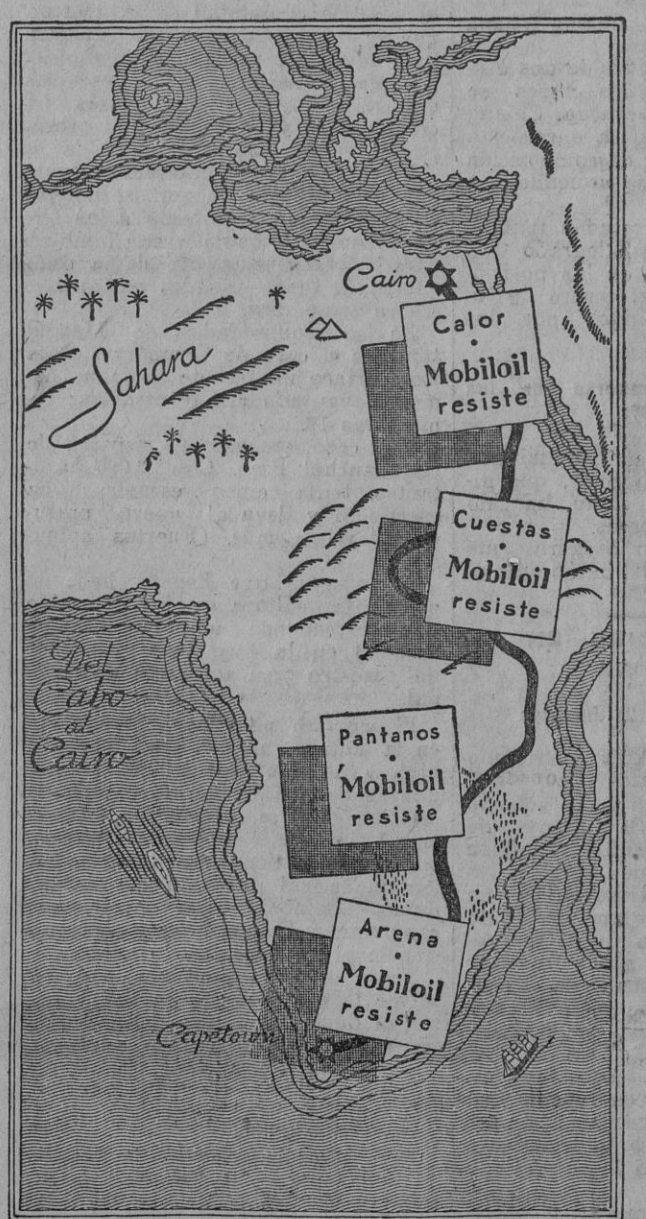 Cairo
Calor
Mobiloil
resiste
Sahara
Cuestas
Mobiloil
resiste
Del
Cabo
al
Cairo
Pantanos
Mobiloil
resiste
Arena
Mobiloil
resiste
Capetown